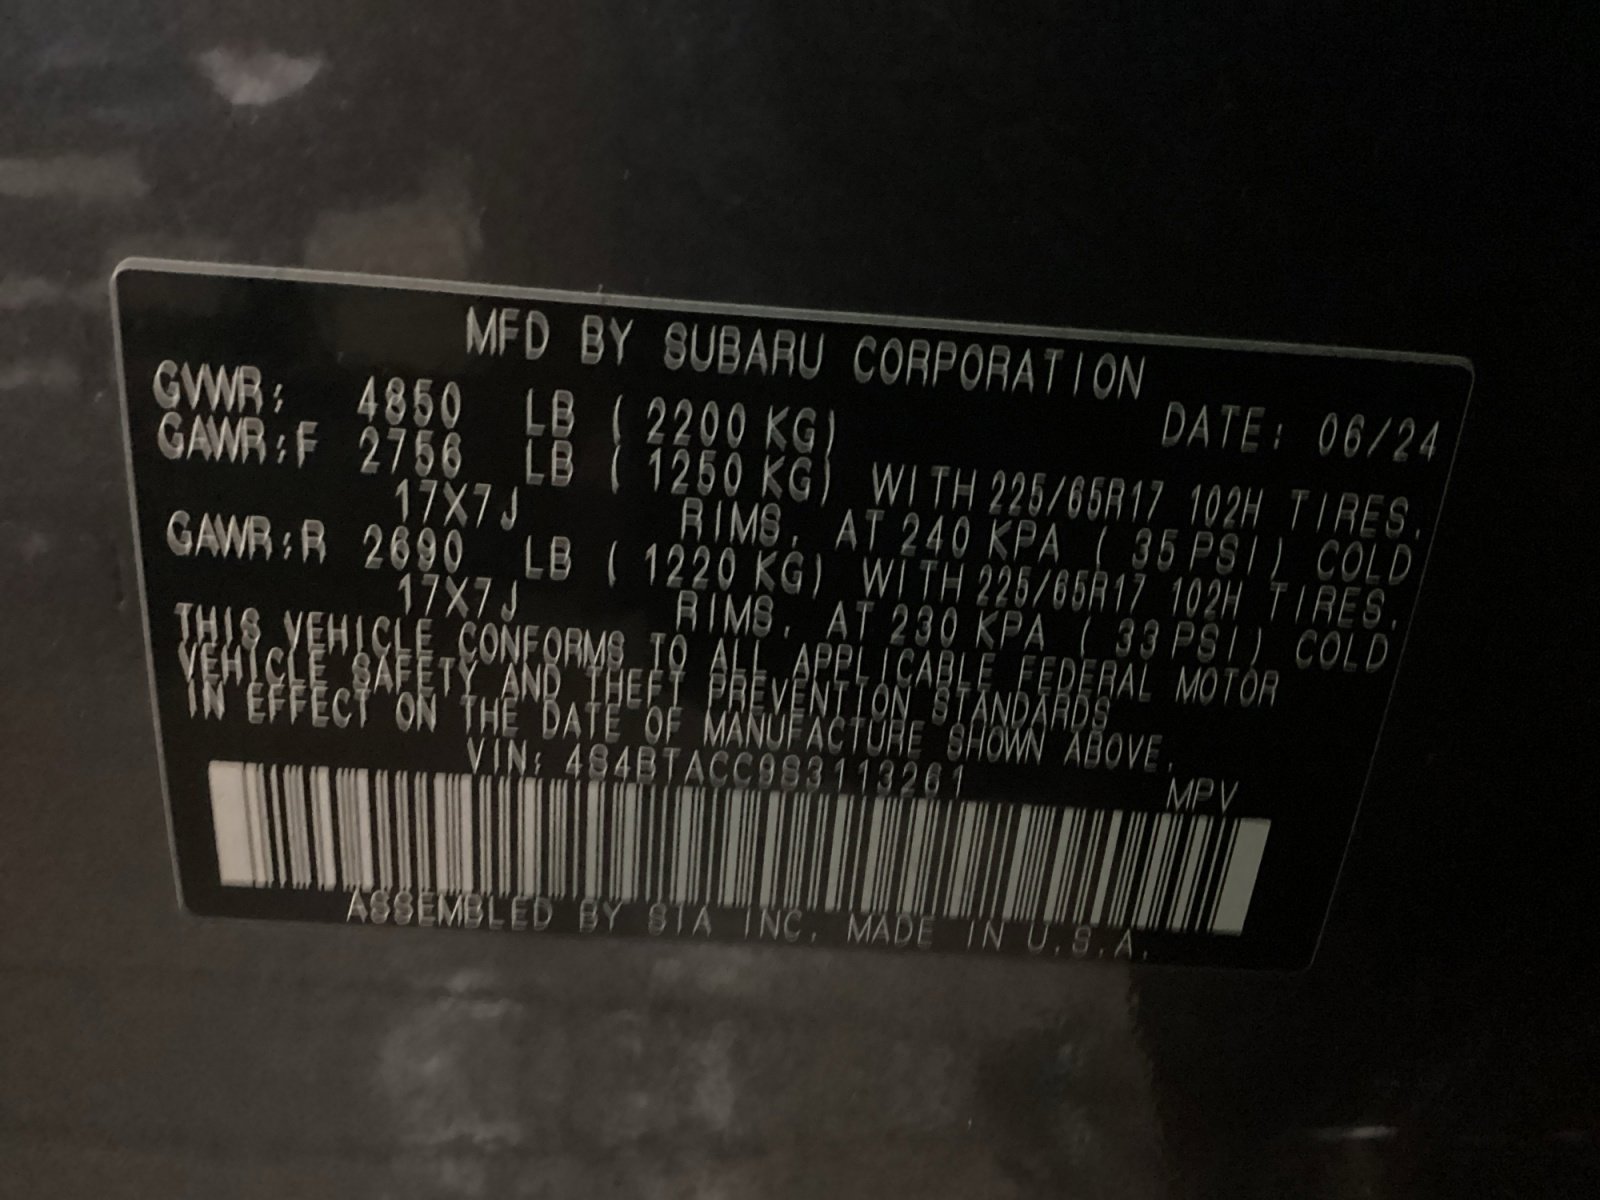 MFD BY SUBARU CORPORATION
GVWR: 4850 LB ( 2200 KG) DATE: 06/24
GAWR:F 2756 LB ( 1250 KG) WITH 225/65R17 102H TIRES,
17X7J RIMS, AT 240 KPA ( 35 PSI) COLD
GAWR:R 2690 LB ( 1220 KG) WITH 225/65R17 102H TIRES,
17X7J RIMS, AT 230 KPA ( 33 PSI) COLD
THIS VEHICLE CONFORMS TO ALL APPLICABLE FEDERAL MOTOR
VEHICLE SAFETY AND THEFT PREVENTION STANDARDS
IN EFFECT ON THE DATE OF MANUFACTURE SHOWN ABOVE.
VIN: 4S4BTACC9S3113261 MPV
ASSEMBLED BY SIA INC. MADE IN U.S.A.